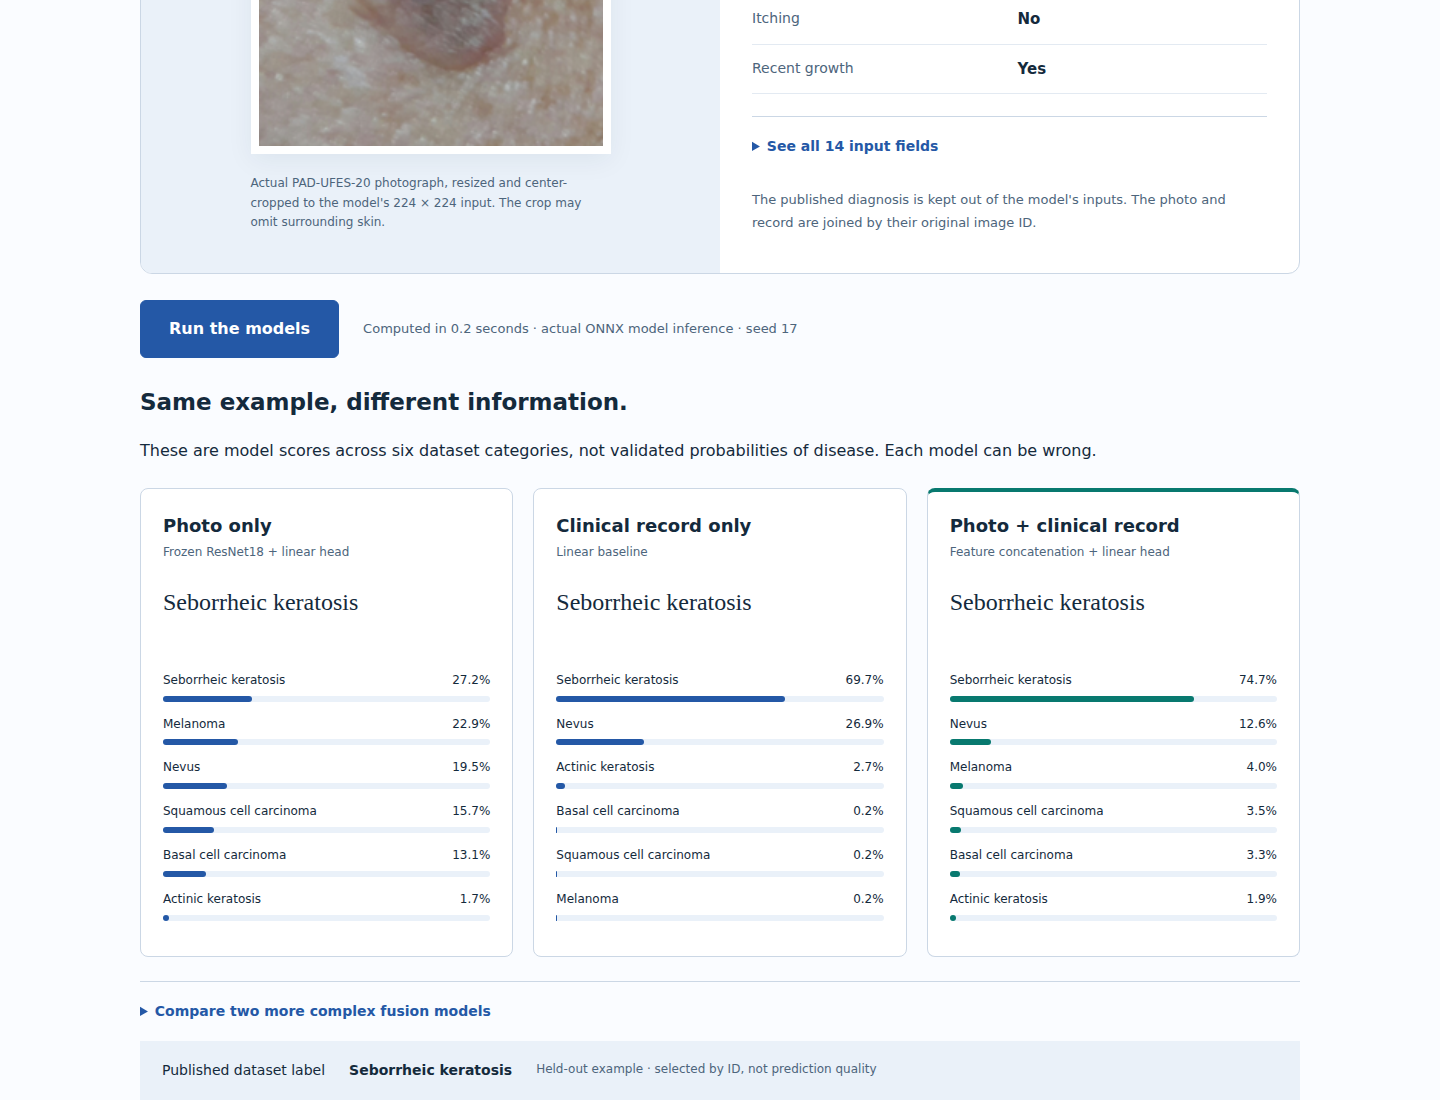 Itching No
Recent growth Yes
▶ See all 14 input fields
Actual PAD-UFES-20 photograph, resized and center-
cropped to the model's 224 × 224 input. The crop may
omit surrounding skin.
The published diagnosis is kept out of the model's inputs. The photo and
record are joined by their original image ID.
Run the models
Computed in 0.2 seconds · actual ONNX model inference · seed 17
Same example, different information.
These are model scores across six dataset categories, not validated probabilities of disease. Each model can be wrong.
Photo only
Frozen ResNet18 + linear head
Seborrheic keratosis
Seborrheic keratosis 27.2%
Melanoma 22.9%
Nevus 19.5%
Squamous cell carcinoma 15.7%
Basal cell carcinoma 13.1%
Actinic keratosis 1.7%
Clinical record only
Linear baseline
Seborrheic keratosis
Seborrheic keratosis 69.7%
Nevus 26.9%
Actinic keratosis 2.7%
Basal cell carcinoma 0.2%
Squamous cell carcinoma 0.2%
Melanoma 0.2%
Photo + clinical record
Feature concatenation + linear head
Seborrheic keratosis
Seborrheic keratosis 74.7%
Nevus 12.6%
Melanoma 4.0%
Squamous cell carcinoma 3.5%
Basal cell carcinoma 3.3%
Actinic keratosis 1.9%
▶ Compare two more complex fusion models
Published dataset label Seborrheic keratosis Held-out example · selected by ID, not prediction quality